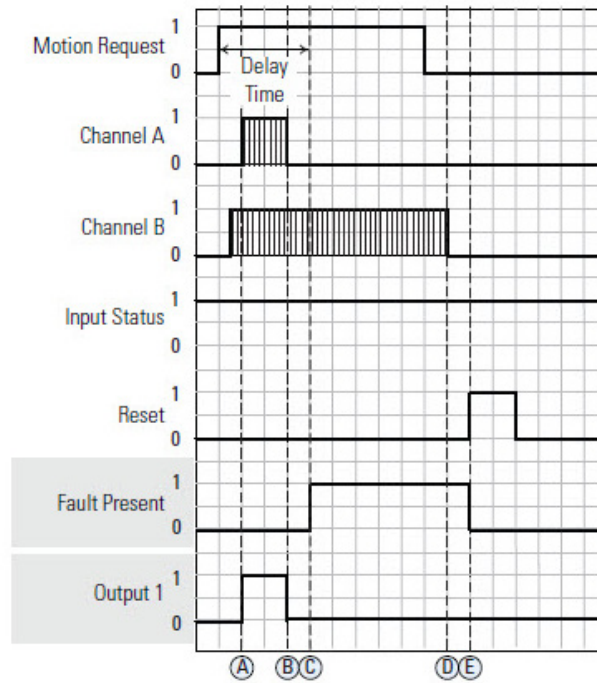 1
Motion Request
0
Delay
Time
1
Channel A
0
1
Channel B
0
1
Input Status
0
1
Reset
0
1
Fault Present
0
1
Output 1
0
A B C D E